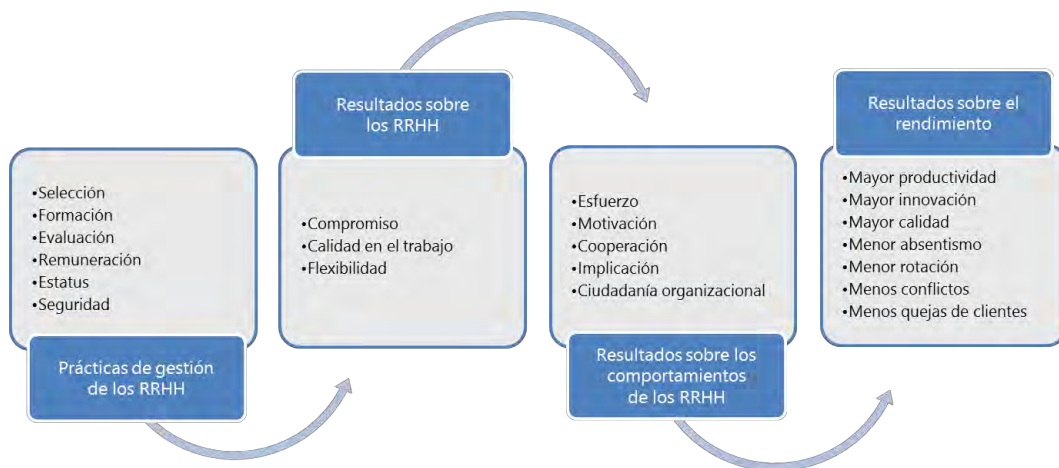 •Selección
•Formación
•Evaluación
•Remuneración
•Estatus
•Seguridad
Prácticas de gestión
de los RRHH
Resultados sobre
los RRHH
•Compromiso
•Calidad en el trabajo
•Flexibilidad
•Esfuerzo
•Motivación
•Cooperación
•Implicación
•Ciudadanía organizacional
Resultados sobre los
comportamientos
de los RRHH
Resultados sobre el
rendimiento
•Mayor productividad
•Mayor innovación
•Mayor calidad
•Menor absentismo
•Menor rotación
•Menos conflictos
•Menos quejas de clientes